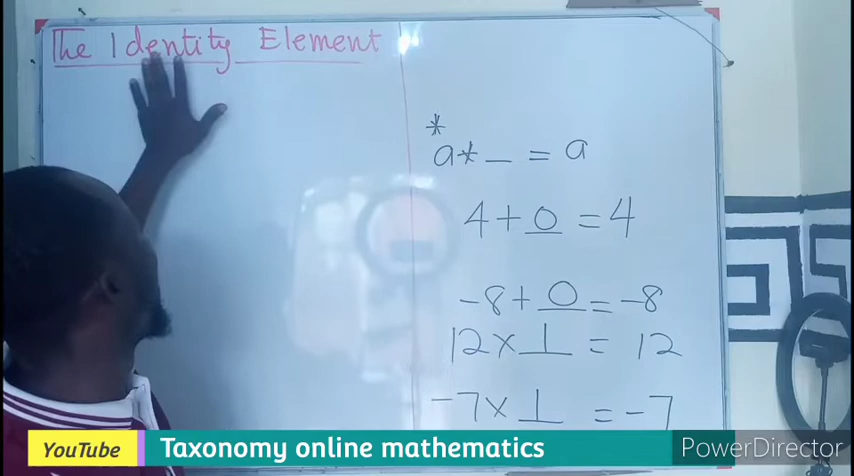 The Identity Element
*
a * _ = a
4 + 0 = 4
-8 + 0 = -8
12 × 1 = 12
-7 × 1 = -7
YouTube Taxonomy online mathematics
PowerDirector